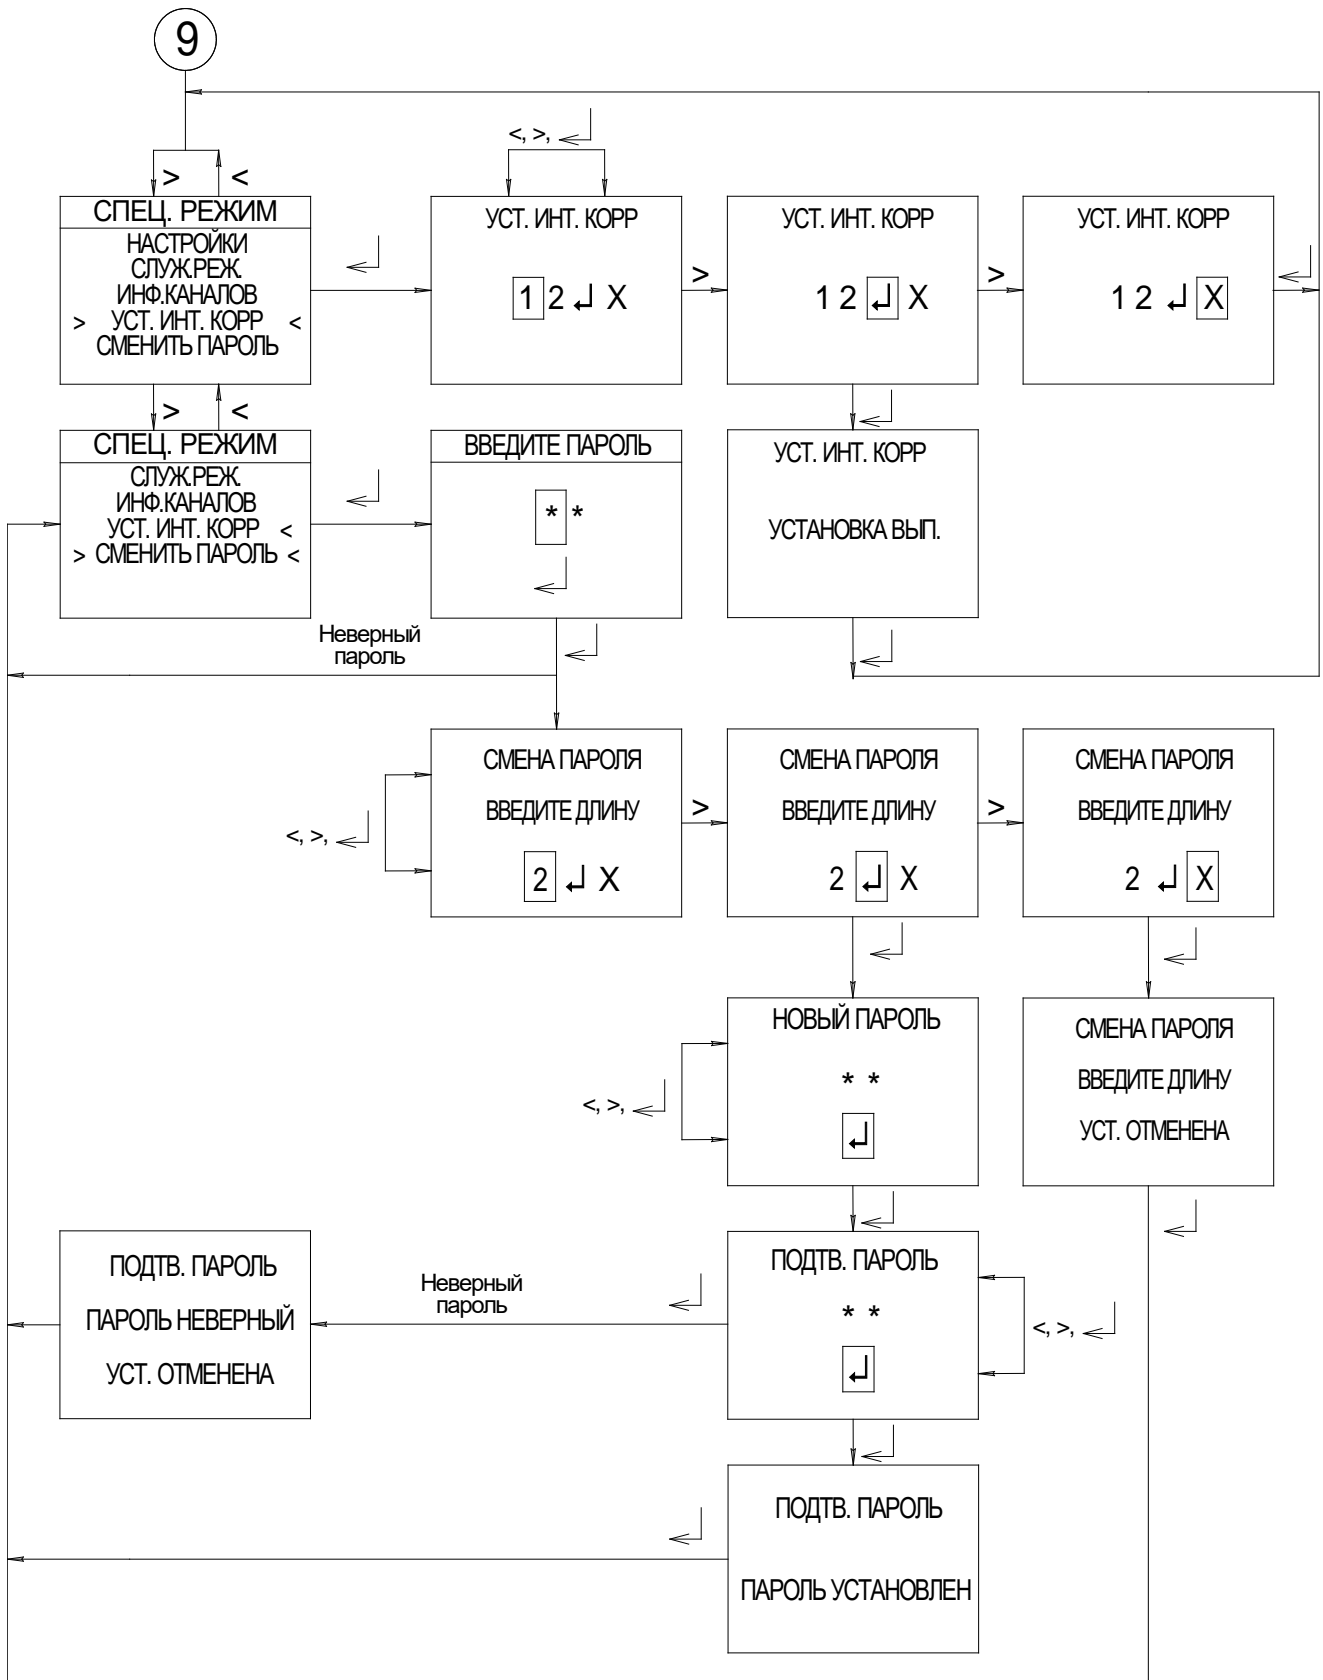 9
<, >, ↵
> <
СПЕЦ. РЕЖИМ
НАСТРОЙКИ
СЛУЖ.РЕЖ.
ИНФ.КАНАЛОВ
> УСТ. ИНТ. КОРР <
СМЕНИТЬ ПАРОЛЬ
↵
УСТ. ИНТ. КОРР
1 2 ↵ X
>
УСТ. ИНТ. КОРР
1 2 ↵ X
>
УСТ. ИНТ. КОРР
1 2 ↵ X
↵
> <
↵
СПЕЦ. РЕЖИМ
СЛУЖ.РЕЖ.
ИНФ.КАНАЛОВ
УСТ. ИНТ. КОРР <
> СМЕНИТЬ ПАРОЛЬ <
↵
ВВЕДИТЕ ПАРОЛЬ
* *
↵
УСТ. ИНТ. КОРР
УСТАНОВКА ВЫП.
Неверный
пароль
↵
↵
<, >, ↵
СМЕНА ПАРОЛЯ
ВВЕДИТЕ ДЛИНУ
2 ↵ X
>
СМЕНА ПАРОЛЯ
ВВЕДИТЕ ДЛИНУ
2 ↵ X
>
СМЕНА ПАРОЛЯ
ВВЕДИТЕ ДЛИНУ
2 ↵ X
↵
↵
<, >, ↵
НОВЫЙ ПАРОЛЬ
* *
↵
СМЕНА ПАРОЛЯ
ВВЕДИТЕ ДЛИНУ
УСТ. ОТМЕНЕНА
↵
↵
ПОДТВ. ПАРОЛЬ
ПАРОЛЬ НЕВЕРНЫЙ
УСТ. ОТМЕНЕНА
Неверный
пароль
↵
ПОДТВ. ПАРОЛЬ
* *
↵
<, >, ↵
↵
↵
ПОДТВ. ПАРОЛЬ
ПАРОЛЬ УСТАНОВЛЕН